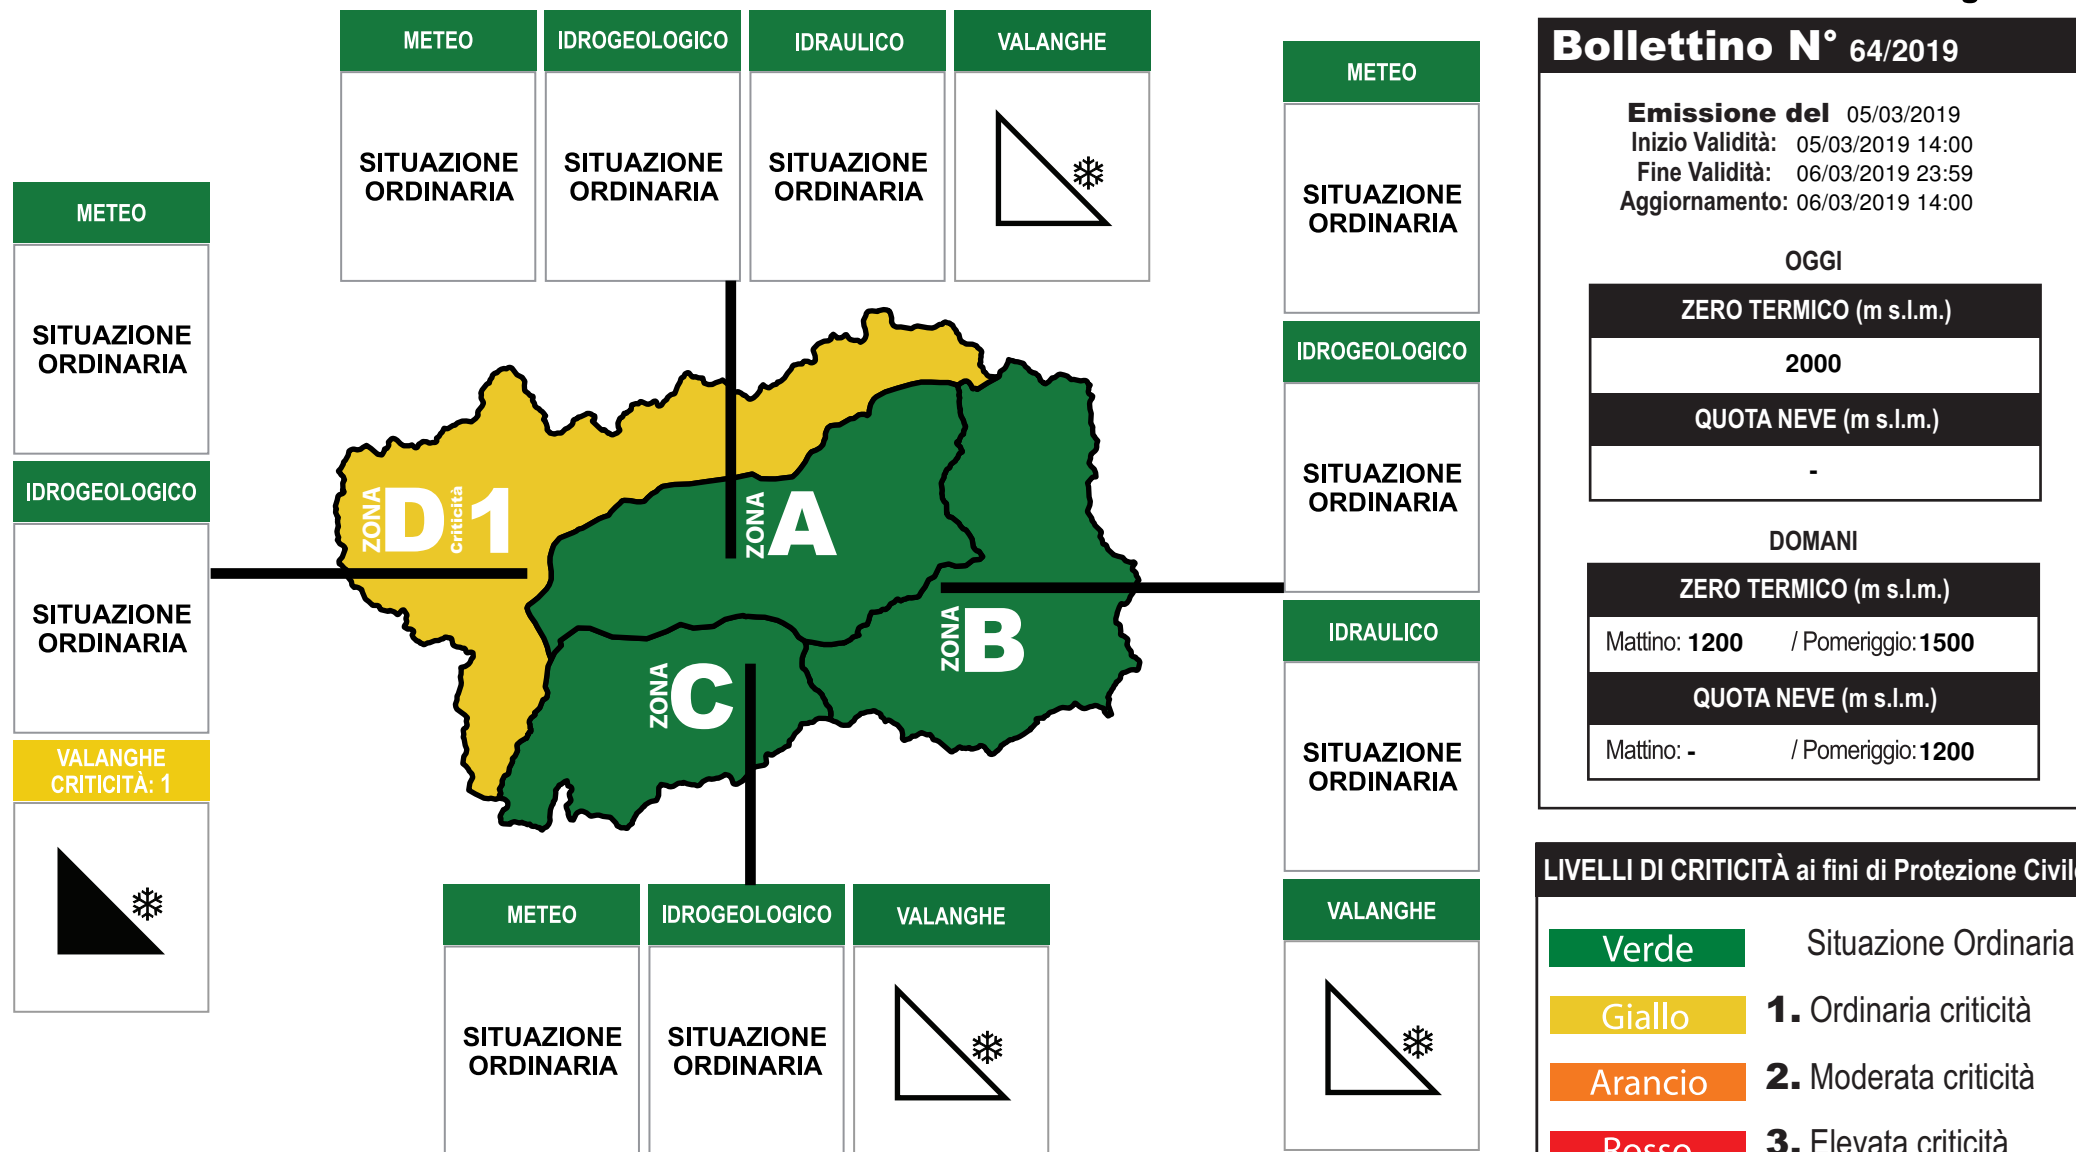 METEO
IDROGEOLOGICO
IDRAULICO
VALANGHE
SITUAZIONE
ORDINARIA
SITUAZIONE
ORDINARIA
SITUAZIONE
ORDINARIA
METEO
SITUAZIONE
ORDINARIA
IDROGEOLOGICO
SITUAZIONE
ORDINARIA
VALANGHE
CRITICITÀ: 1
ZONA D Criticità 1
ZONA A
ZONA B
ZONA C
METEO
SITUAZIONE
ORDINARIA
IDROGEOLOGICO
SITUAZIONE
ORDINARIA
IDRAULICO
SITUAZIONE
ORDINARIA
VALANGHE
METEO
IDROGEOLOGICO
VALANGHE
SITUAZIONE
ORDINARIA
SITUAZIONE
ORDINARIA
Bollettino N° 64/2019
Emissione del 05/03/2019
Inizio Validità: 05/03/2019 14:00
Fine Validità: 06/03/2019 23:59
Aggiornamento: 06/03/2019 14:00
OGGI
ZERO TERMICO (m s.l.m.)
2000
QUOTA NEVE (m s.l.m.)
-
DOMANI
ZERO TERMICO (m s.l.m.)
Mattino: 1200 / Pomeriggio: 1500
QUOTA NEVE (m s.l.m.)
Mattino: - / Pomeriggio: 1200
LIVELLI DI CRITICITÀ ai fini di Protezione Civile
Verde Situazione Ordinaria
Giallo 1. Ordinaria criticità
Arancio 2. Moderata criticità
Rosso 3. Elevata criticità